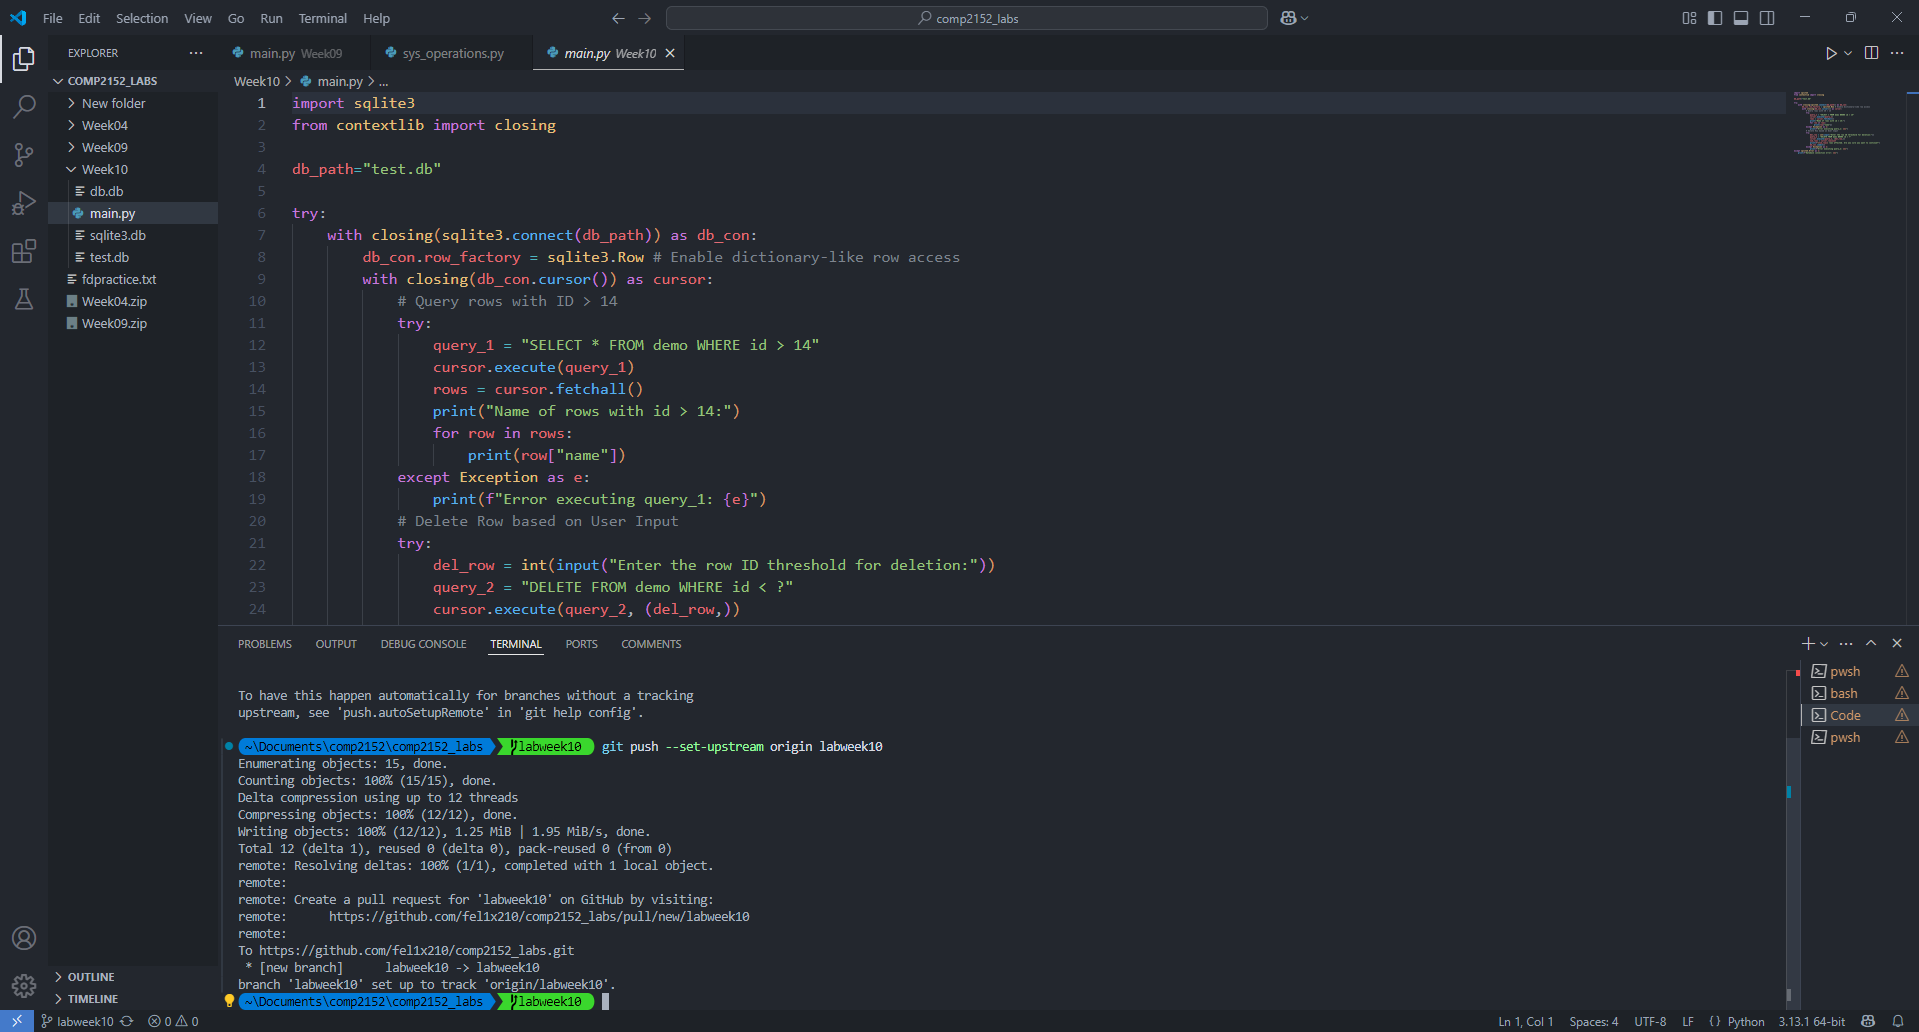 File Edit Selection View Go Run Terminal Help
comp2152_labs
EXPLORER
main.py Week09
sys_operations.py
main.py Week10
COMP2152_LABS
New folder
Week04
Week09
Week10
db.db
main.py
sqlite3.db
test.db
fdpractice.txt
Week04.zip
Week09.zip
OUTLINE
TIMELINE
Week10 > main.py > ...
1 import sqlite3
2 from contextlib import closing
3
4 db_path="test.db"
5
6 try:
7 with closing(sqlite3.connect(db_path)) as db_con:
8 db_con.row_factory = sqlite3.Row # Enable dictionary-like row access
9 with closing(db_con.cursor()) as cursor:
10 # Query rows with ID > 14
11 try:
12 query_1 = "SELECT * FROM demo WHERE id > 14"
13 cursor.execute(query_1)
14 rows = cursor.fetchall()
15 print("Name of rows with id > 14:")
16 for row in rows:
17 print(row["name"])
18 except Exception as e:
19 print(f"Error executing query_1: {e}")
20 # Delete Row based on User Input
21 try:
22 del_row = int(input("Enter the row ID threshold for deletion:"))
23 query_2 = "DELETE FROM demo WHERE id < ?"
24 cursor.execute(query_2, (del_row,))
PROBLEMS OUTPUT DEBUG CONSOLE TERMINAL PORTS COMMENTS
To have this happen automatically for branches without a tracking
upstream, see 'push.autoSetupRemote' in 'git help config'.
~\Documents\comp2152\comp2152_labs labweek10 git push --set-upstream origin labweek10
Enumerating objects: 15, done.
Counting objects: 100% (15/15), done.
Delta compression using up to 12 threads
Compressing objects: 100% (12/12), done.
Writing objects: 100% (12/12), 1.25 MiB | 1.95 MiB/s, done.
Total 12 (delta 1), reused 0 (delta 0), pack-reused 0 (from 0)
remote: Resolving deltas: 100% (1/1), completed with 1 local object.
remote:
remote: Create a pull request for 'labweek10' on GitHub by visiting:
remote: https://github.com/fel1x210/comp2152_labs/pull/new/labweek10
remote:
To https://github.com/fel1x210/comp2152_labs.git
* [new branch] labweek10 -> labweek10
branch 'labweek10' set up to track 'origin/labweek10'.
~\Documents\comp2152\comp2152_labs labweek10
pwsh
bash
Code
pwsh
labweek10 0 0
Ln 1, Col 1 Spaces: 4 UTF-8 LF {} Python 3.13.1 64-bit